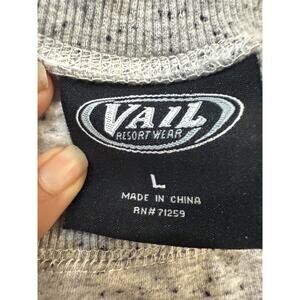 VAIL
RESORT WEAR
L
MADE IN CHINA
RN# 71259